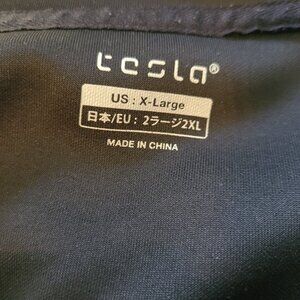 tesla®
US : X-Large
日本/EU : 2ラージ2XL
MADE IN CHINA